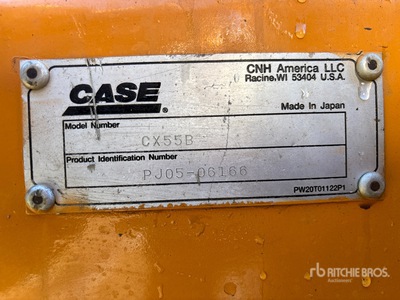 CASE
CNH America LLC
Racine, WI 53404 U.S.A.
Made In Japan
Model Number
CX55B
Product Identification Number
PJ05-06166
PW20T01122P1
rb RITCHIE BROS.